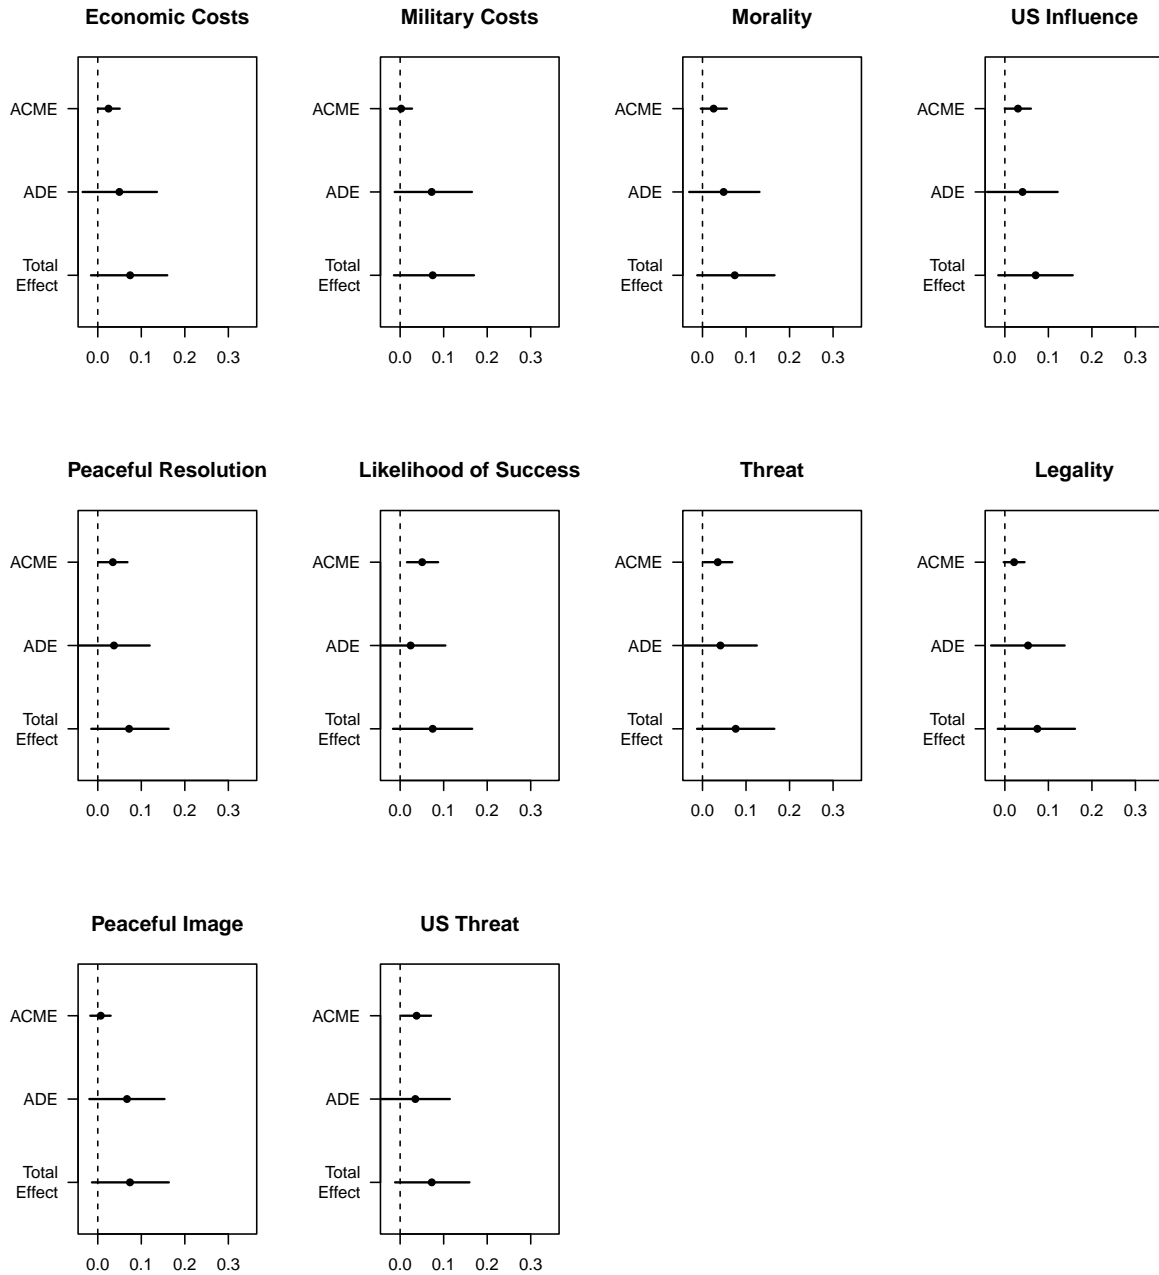 Economic Costs
Military Costs
Morality
US Influence
ACME
ADE
Total
Effect
0.0 0.1 0.2 0.3
ACME
ADE
Total
Effect
0.0 0.1 0.2 0.3
ACME
ADE
Total
Effect
0.0 0.1 0.2 0.3
ACME
ADE
Total
Effect
0.0 0.1 0.2 0.3
Peaceful Resolution
Likelihood of Success
Threat
Legality
ACME
ADE
Total
Effect
0.0 0.1 0.2 0.3
ACME
ADE
Total
Effect
0.0 0.1 0.2 0.3
ACME
ADE
Total
Effect
0.0 0.1 0.2 0.3
ACME
ADE
Total
Effect
0.0 0.1 0.2 0.3
Peaceful Image
US Threat
ACME
ADE
Total
Effect
0.0 0.1 0.2 0.3
ACME
ADE
Total
Effect
0.0 0.1 0.2 0.3